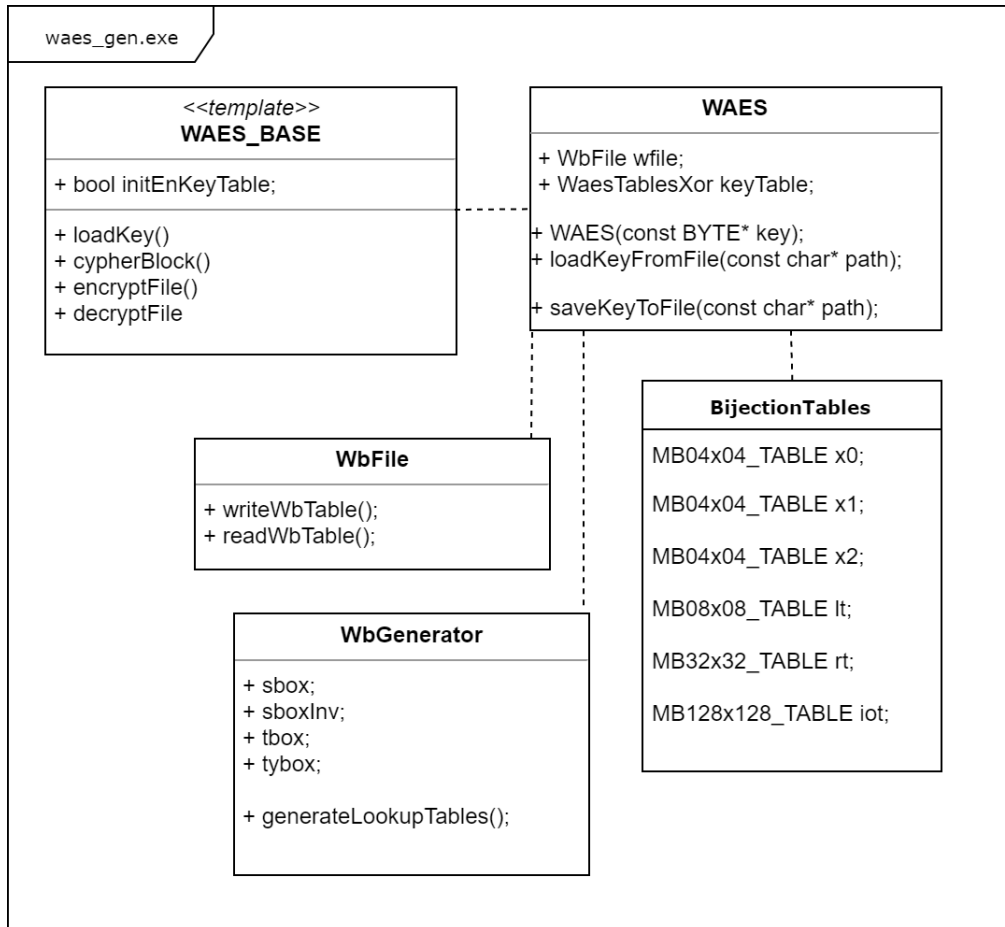 waes_gen.exe
<<template>>
WAES_BASE
+ bool initEnKeyTable;
+ loadKey()
+ cypherBlock()
+ encryptFile()
+ decryptFile
WAES
+ WbFile wfile;
+ WaesTablesXor keyTable;
+ WAES(const BYTE* key);
+ loadKeyFromFile(const char* path);
+ saveKeyToFile(const char* path);
WbFile
+ writeWbTable();
+ readWbTable();
BijectionTables
MB04x04_TABLE x0;
MB04x04_TABLE x1;
MB04x04_TABLE x2;
MB08x08_TABLE lt;
MB32x32_TABLE rt;
MB128x128_TABLE iot;
WbGenerator
+ sbox;
+ sboxInv;
+ tbox;
+ tybox;
+ generateLookupTables();